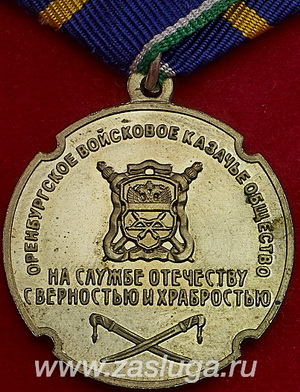 ОРЕНБУРГСКОЕ ВОЙСКОВОЕ КАЗАЧЬЕ ОБЩЕСТВО
НА СЛУЖБЕ ОТЕЧЕСТВУ
С ВЕРНОСТЬЮ И ХРАБРОСТЬЮ
www.zasluga.ru